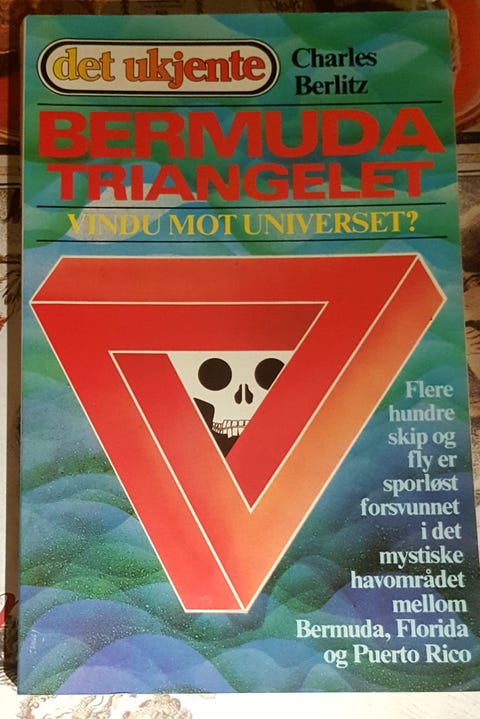 det ukjente
Charles
Berlitz
BERMUDA
TRIANGELET
VINDU MOT UNIVERSET?
Flere
hundre
skip og
fly er
sporløst
forsvunnet
i det
mystiske
havområdet
mellom
Bermuda, Florida
og Puerto Rico